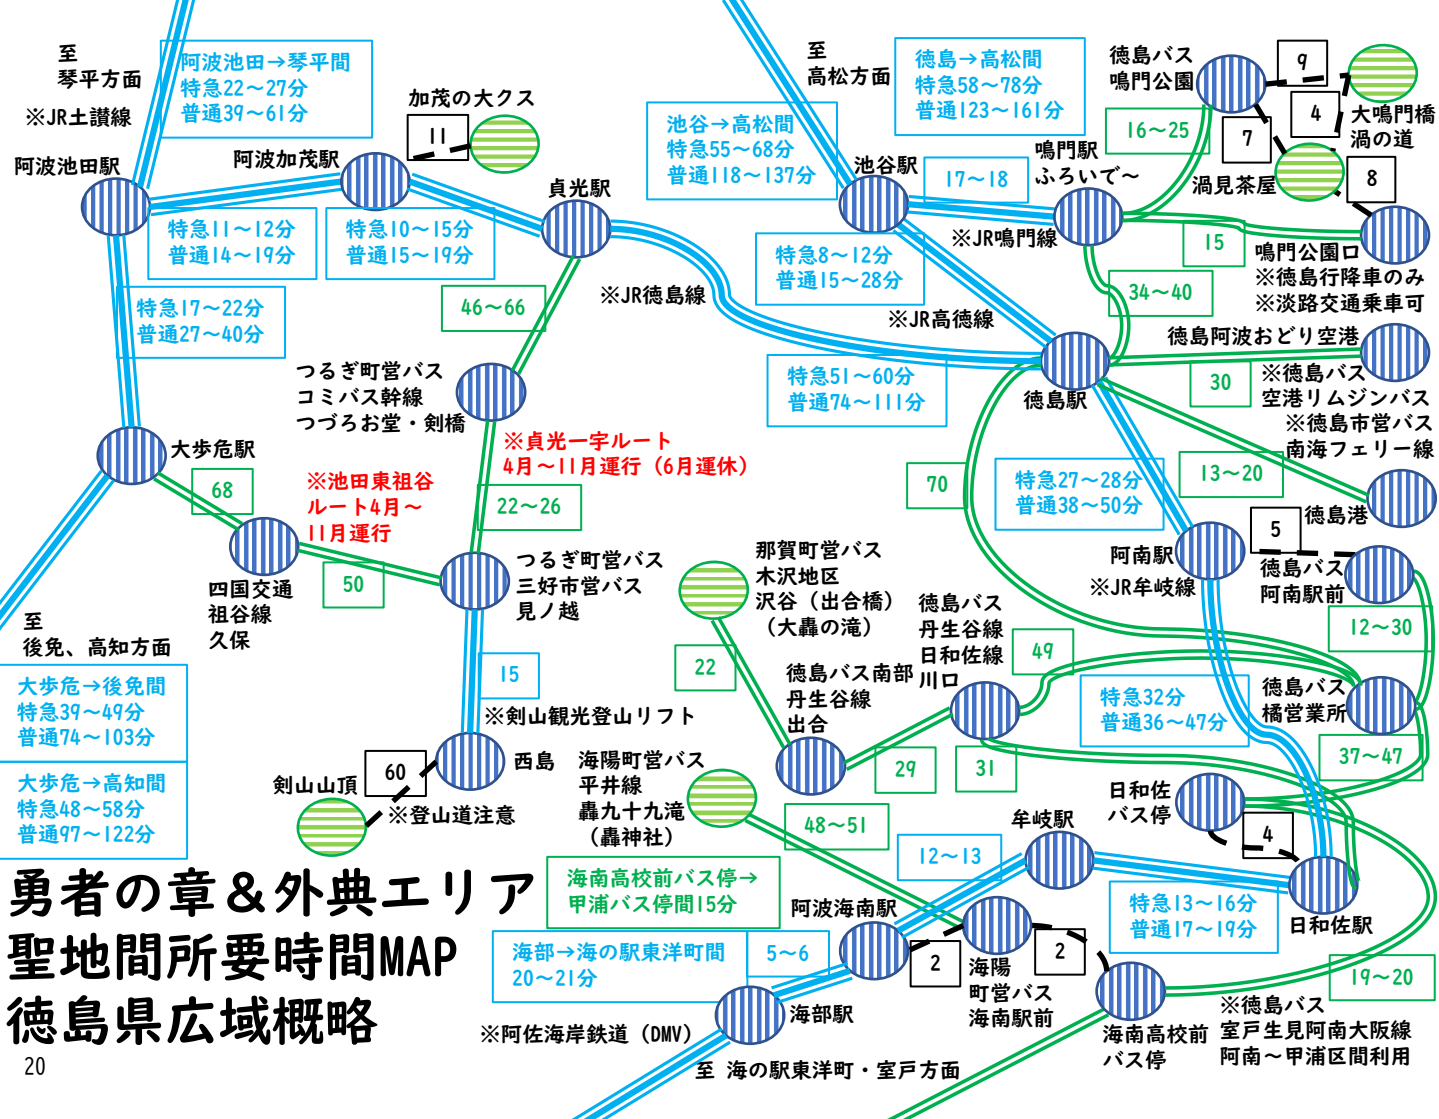 至
琴平方面
※JR土讃線
阿波池田→琴平間
特急22～27分
普通39～61分
加茂の大クス
11
阿波池田駅
阿波加茂駅
貞光駅
特急11～12分
普通14～19分
特急10～15分
普通15～19分
特急17～22分
普通27～40分
46～66
※JR徳島線
至
高松方面
徳島→高松間
特急58～78分
普通123～161分
池谷→高松間
特急55～68分
普通118～137分
池谷駅
17～18
※JR鳴門線
鳴門駅
ふろいで～
徳島バス
鳴門公園
16～25
9
4
7
8
大鳴門橋
渦の道
渦見茶屋
15
鳴門公園口
※徳島行降車のみ
※淡路交通乗車可
特急8～12分
普通15～28分
※JR高徳線
34～40
徳島阿波おどり空港
30
※徳島バス
空港リムジンバス
※徳島市営バス
南海フェリー線
13～20
徳島港
徳島駅
特急51～60分
普通74～111分
つるぎ町営バス
コミバス幹線
つづろお堂・剣橋
※貞光一宇ルート
4月～11月運行（6月運休）
22～26
大歩危駅
68
※池田東祖谷
ルート4月～
11月運行
四国交通
祖谷線
久保
50
つるぎ町営バス
三好市営バス
見ノ越
15
※剣山観光登山リフト
西島
60
剣山山頂
※登山道注意
至
後免、高知方面
大歩危→後免間
特急39～49分
普通74～103分
大歩危→高知間
特急48～58分
普通97～122分
70
特急27～28分
普通38～50分
阿南駅
※JR牟岐線
5
徳島バス
阿南駅前
12～30
那賀町営バス
木沢地区
沢谷（出合橋）
（大轟の滝）
22
徳島バス南部
丹生谷線
出合
徳島バス
丹生谷線
日和佐線
川口
49
29
31
特急32分
普通36～47分
徳島バス
橘営業所
37～47
日和佐
バス停
4
日和佐駅
海陽町営バス
平井線
轟九十九滝
（轟神社）
48～51
海南高校前バス停→
甲浦バス停間15分
牟岐駅
12～13
特急13～16分
普通17～19分
阿波海南駅
海部→海の駅東洋町間
20～21分
5～6
2
海陽
町営バス
海南駅前
2
海部駅
※阿佐海岸鉄道（DMV）
至 海の駅東洋町・室戸方面
海南高校前
バス停
19～20
※徳島バス
室戸生見阿南大阪線
阿南～甲浦区間利用
勇者の章＆外典エリア
聖地間所要時間MAP
徳島県広域概略
20